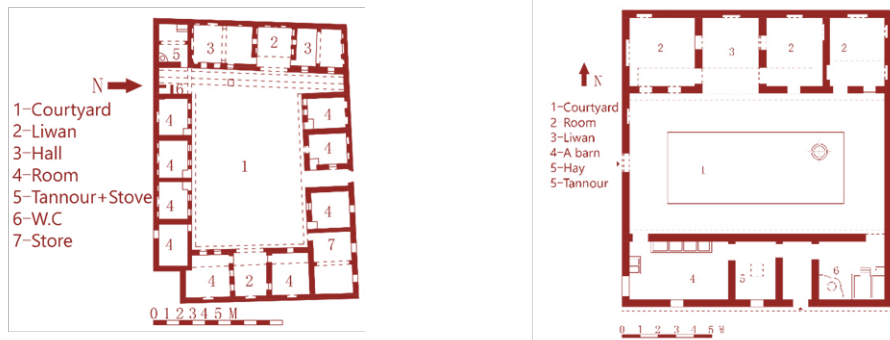 3
2
3
5
N
6
1-Courtyard
2-Liwan
3-Hall
4-Room
5-Tannour+Stove
6-W.C
7-Store
4
4
4
4
1
4
4
4
7
4
2
4
0 1 2 3 4 5 M
2
3
2
2
N
1-Courtyard
2 Room
3-Liwan
4-A barn
5-Hay
5-Tannour
1
4
5
6
0 1 2 3 4 5 M